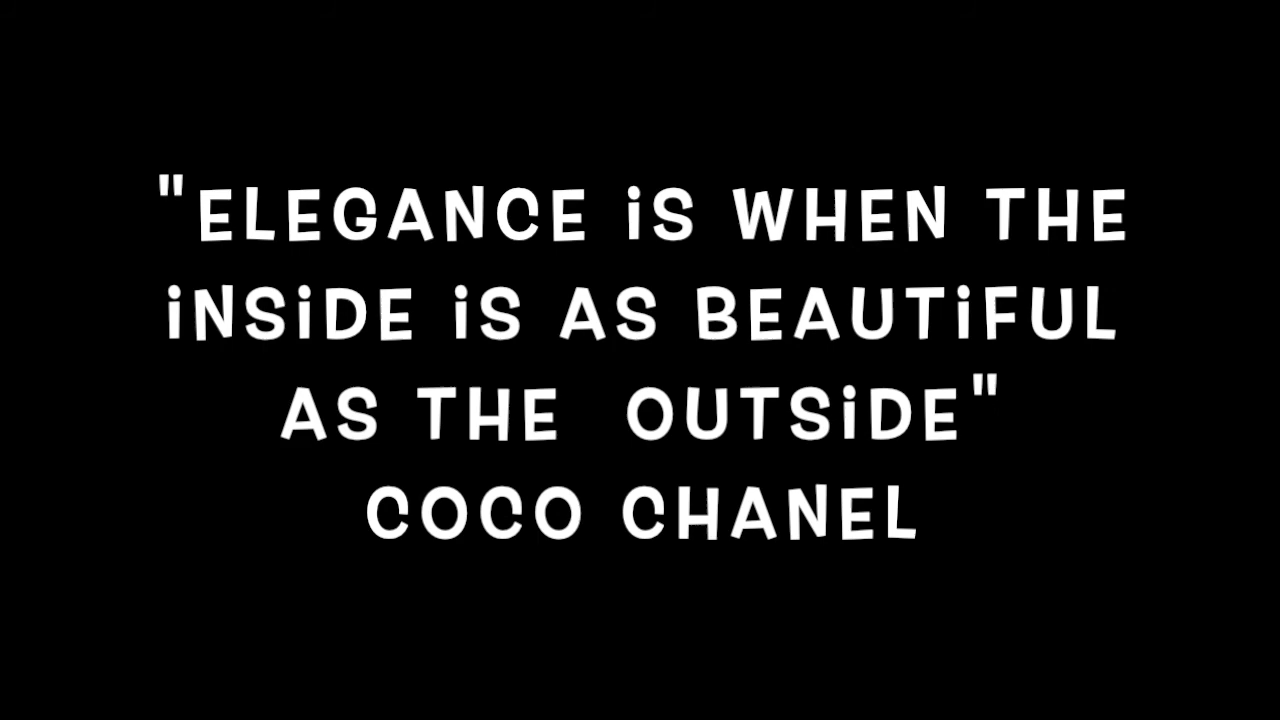 "ELEGANCE iS WHEN THE
iNSiDE iS AS BEAUTiFUL
AS THE  OUTSiDE"
COCO CHANEL